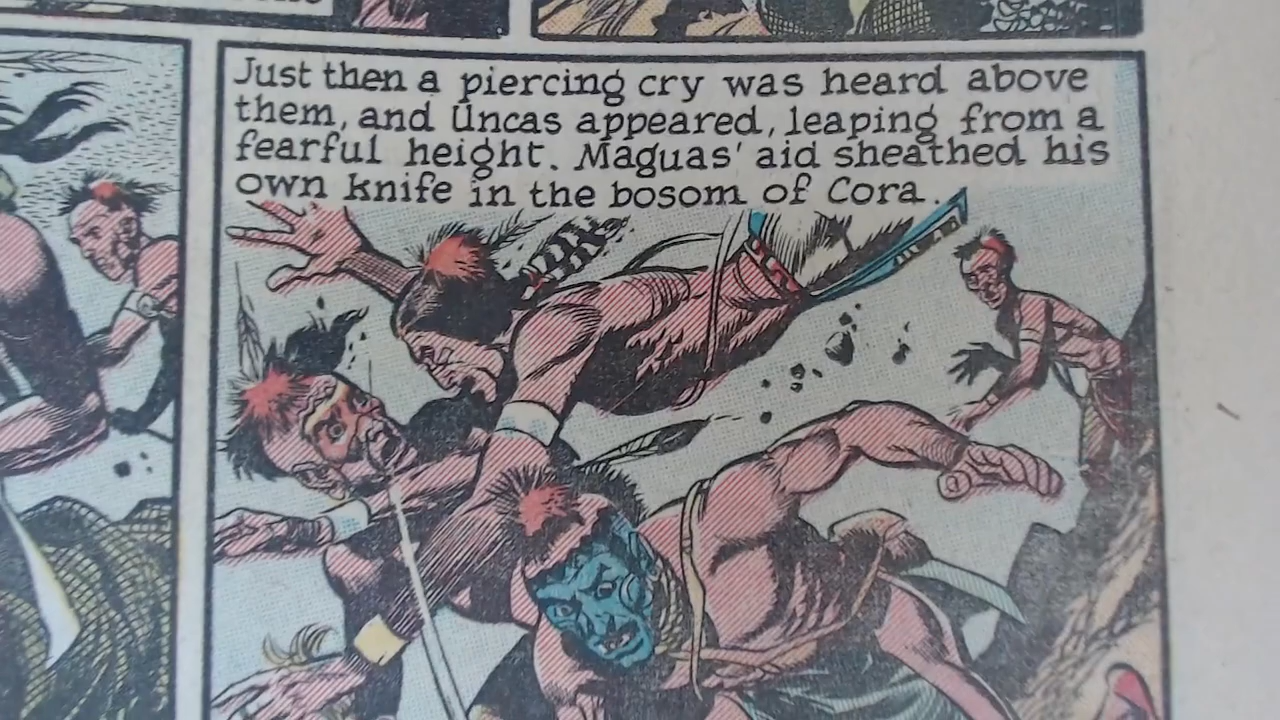 Just then a piercing cry was heard above
them, and Uncas appeared, leaping from a
fearful height. Maguas' aid sheathed his
own knife in the bosom of Cora.